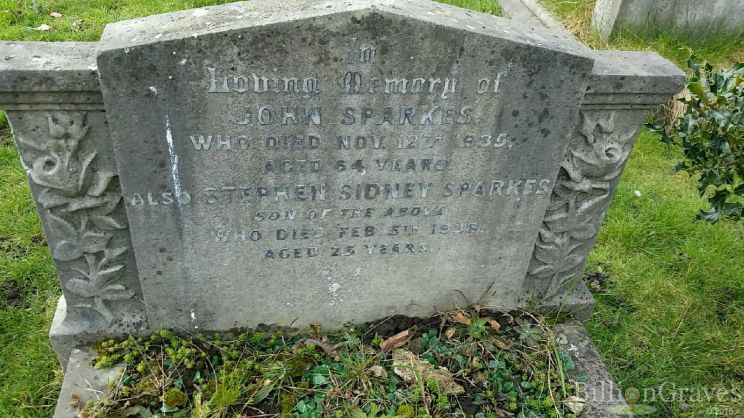 In
Loving Memory of
JOHN SPARKES.
WHO DIED NOV. 12TH 1935,
AGED 64 YEARS.
ALSO STEPHEN SIDNEY SPARKES
SON OF THE ABOVE
WHO DIED FEB. 5TH 1936.
AGED 25 YEARS.
BillionGraves